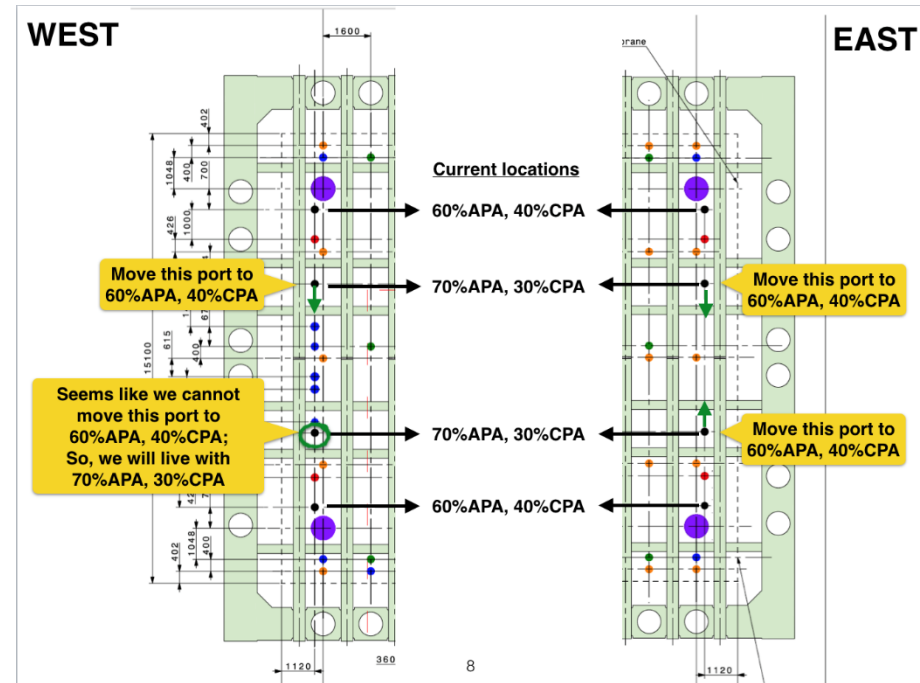 WEST
EAST
1600
brane
402
700
400
1048
1000
426
Current locations
60%APA, 40%CPA
Move this port to
60%APA, 40%CPA
70%APA, 30%CPA
Move this port to
60%APA, 40%CPA
615
400
15100
Seems like we cannot
move this port to
60%APA, 40%CPA;
So, we will live with
70%APA, 30%CPA
70%APA, 30%CPA
Move this port to
60%APA, 40%CPA
60%APA, 40%CPA
1048
400
402
1120
360
8
1120